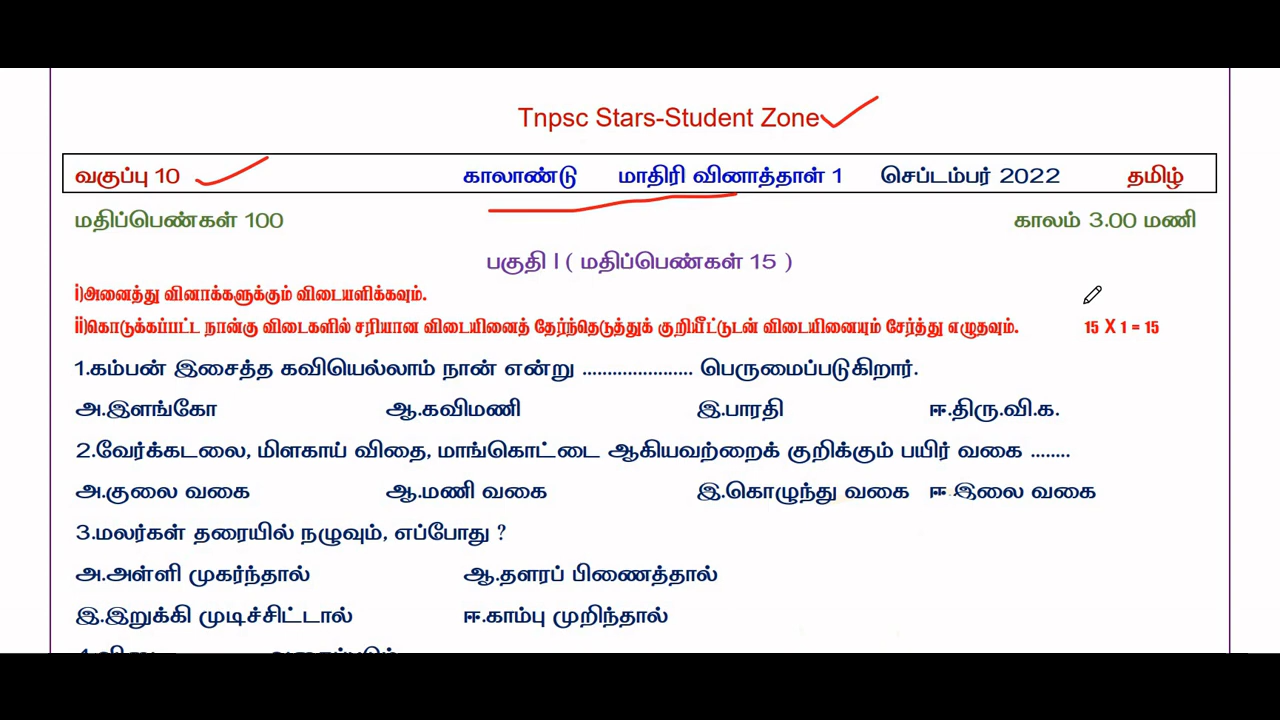 Tnpsc Stars-Student Zone
வகுப்பு 10 காலாண்டு மாதிரி வினாத்தாள் 1 செப்டம்பர் 2022 தமிழ்
மதிப்பெண்கள் 100 காலம் 3.00 மணி
பகுதி I ( மதிப்பெண்கள் 15 )
i)அனைத்து வினாக்களுக்கும் விடையளிக்கவும்.
ii)கொடுக்கப்பட்ட நான்கு விடைகளில் சரியான விடையினைத் தேர்ந்தெடுத்துக் குறியீட்டுடன் விடையினையும் சேர்த்து எழுதவும். 15 X 1 = 15
1.கம்பன் இசைத்த கவியெல்லாம் நான் என்று ...................... பெருமைப்படுகிறார்.
அ.இளங்கோ ஆ.கவிமணி இ.பாரதி ஈ.திரு.வி.க.
2.வேர்க்கடலை, மிளகாய் விதை, மாங்கொட்டை ஆகியவற்றைக் குறிக்கும் பயிர் வகை ........
அ.குலை வகை ஆ.மணி வகை இ.கொழுந்து வகை ஈ.இலை வகை
3.மலர்கள் தரையில் நழுவும், எப்போது ?
அ.அள்ளி முகர்ந்தால் ஆ.தளரப் பிணைத்தால்
இ.இறுக்கி முடிச்சிட்டால் ஈ.காம்பு முறிந்தால்